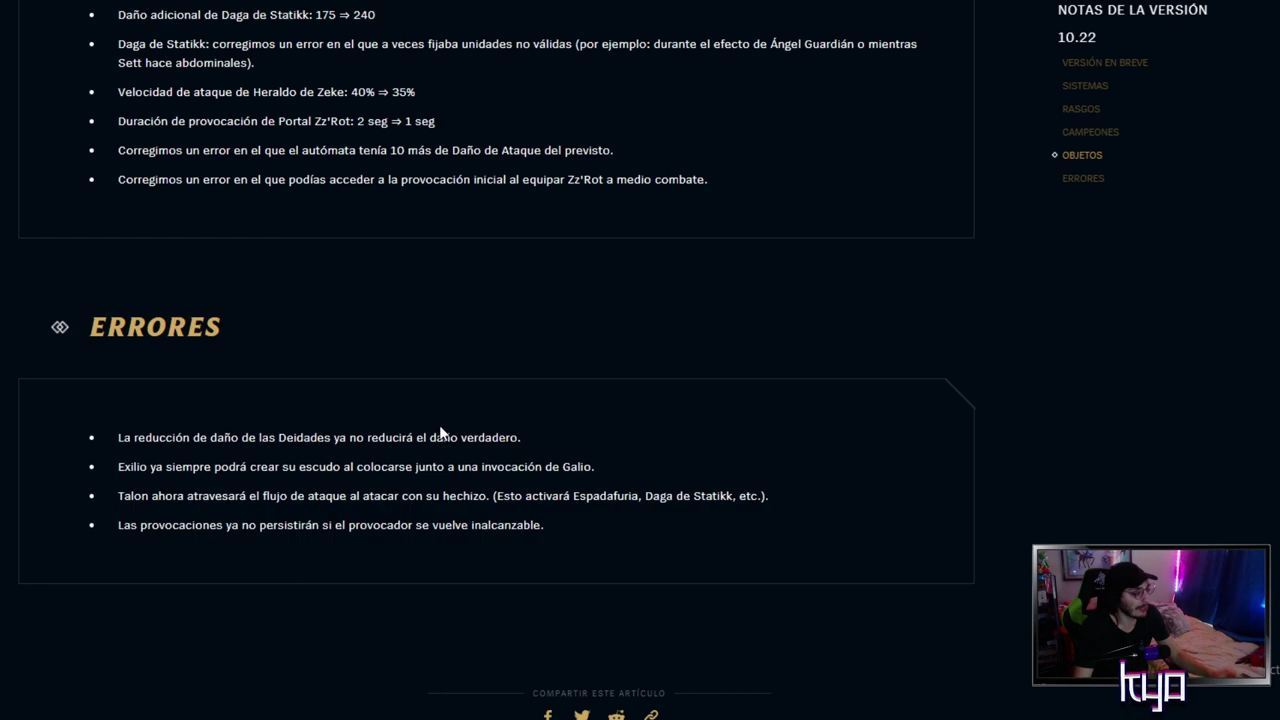 Daño adicional de Daga de Statikk: 175 ⇒ 240
Daga de Statikk: corregimos un error en el que a veces fijaba unidades no válidas (por ejemplo: durante el efecto de Ángel Guardián o mientras
Sett hace abdominales).
Velocidad de ataque de Heraldo de Zeke: 40% ⇒ 35%
Duración de provocación de Portal Zz'Rot: 2 seg ⇒ 1 seg
Corregimos un error en el que el autómata tenía 10 más de Daño de Ataque del previsto.
Corregimos un error en el que podías acceder a la provocación inicial al equipar Zz'Rot a medio combate.
ERRORES
La reducción de daño de las Deidades ya no reducirá el daño verdadero.
Exilio ya siempre podrá crear su escudo al colocarse junto a una invocación de Galio.
Talon ahora atravesará el flujo de ataque al atacar con su hechizo. (Esto activará Espadafuria, Daga de Statikk, etc.).
Las provocaciones ya no persistirán si el provocador se vuelve inalcanzable.
COMPARTIR ESTE ARTÍCULO
NOTAS DE LA VERSIÓN
10.22
VERSIÓN EN BREVE
SISTEMAS
RASGOS
CAMPEONES
OBJETOS
ERRORES